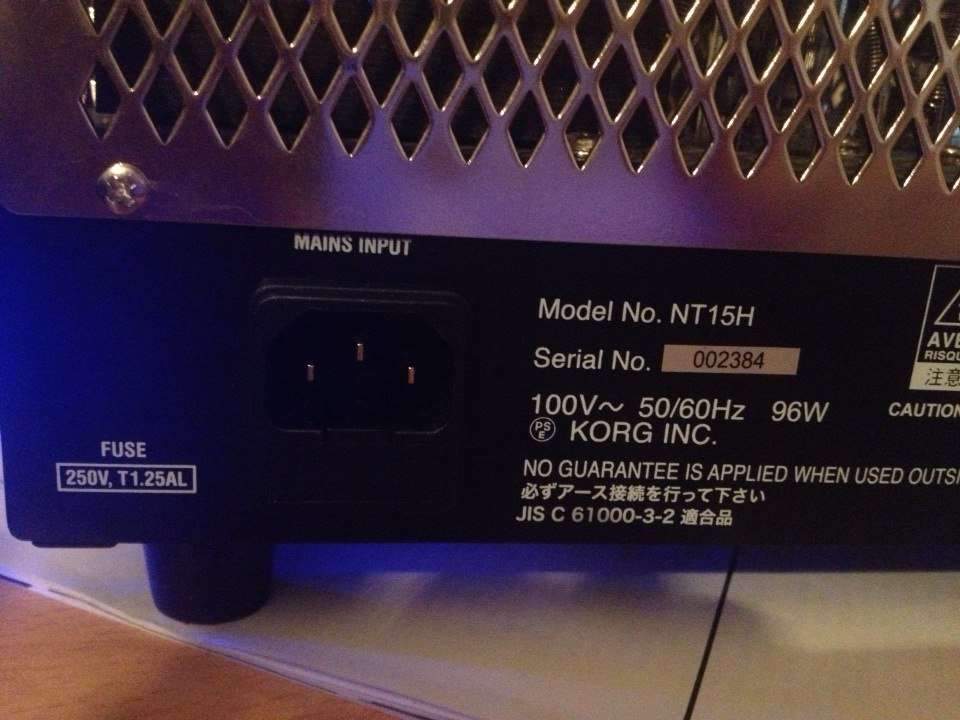 MAINS INPUT
Model No. NT15H
Serial No. 002384
100V～ 50/60Hz 96W
PS
E
KORG INC.
FUSE
250V, T1.25AL
NO GUARANTEE IS APPLIED WHEN USED
必ずアース接続を行って下さい
JIS C 61000-3-2 適合品
注意
CAUTION